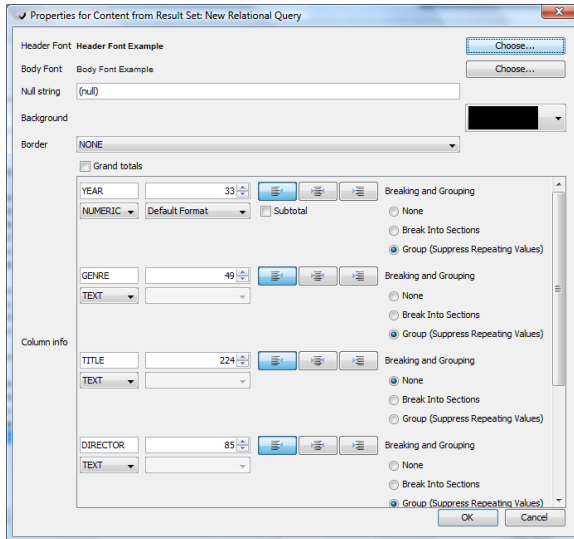 Properties for Content from Result Set: New Relational Query
Header Font Header Font Example Choose...
Body Font Body Font Example Choose...
Null string (null)
Background
Border NONE
Grand totals
YEAR 33 Breaking and Grouping
NUMERIC Default Format Subtotal None
Break Into Sections
Group (Suppress Repeating Values)
GENRE 49 Breaking and Grouping
TEXT None
Break Into Sections
Group (Suppress Repeating Values)
Column info
TITLE 224 Breaking and Grouping
TEXT None
Break Into Sections
Group (Suppress Repeating Values)
DIRECTOR 85 Breaking and Grouping
TEXT None
Break Into Sections
Group (Suppress Repeating Values)
OK Cancel